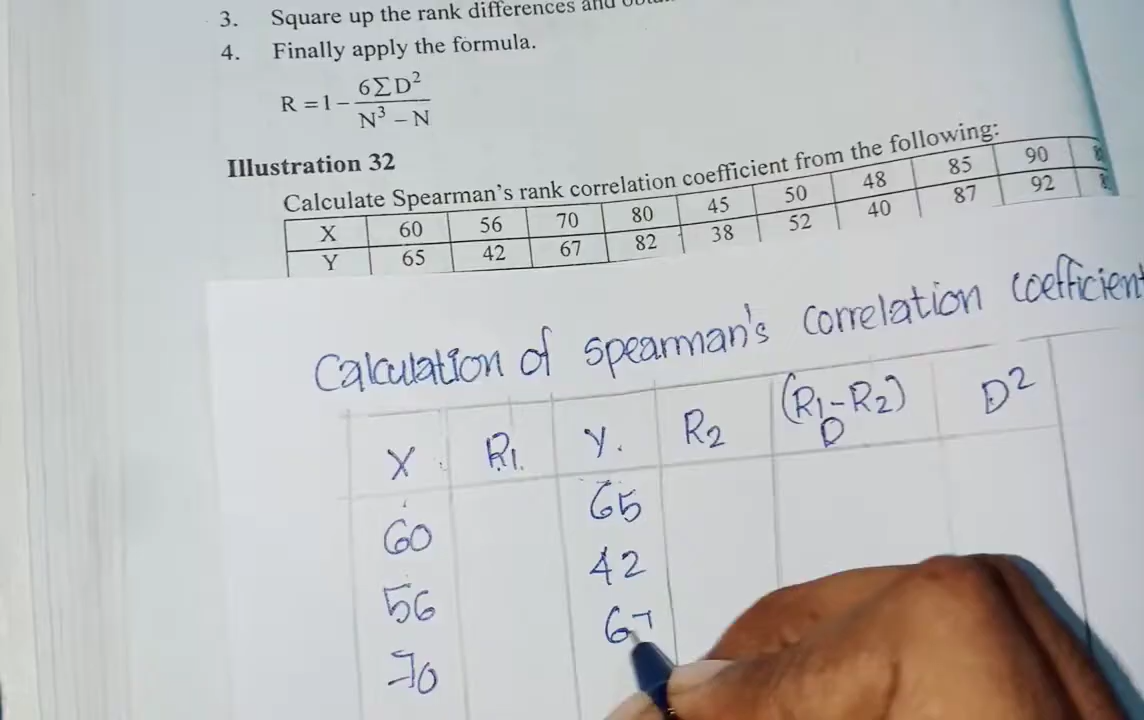 3. Square up the rank differences and
4. Finally apply the formula.
R = 1 - 6∑D² / N³ - N
Illustration 32
Calculate Spearman's rank correlation coefficient from the following:
X 60 56 70 80 45 50 48 85 90
Y 65 42 67 82 38 52 40 87 92
Calculation of spearman's correlation coefficient
X R1. Y. R2 (R1-R2) D D²
60 65
56 42
70 67